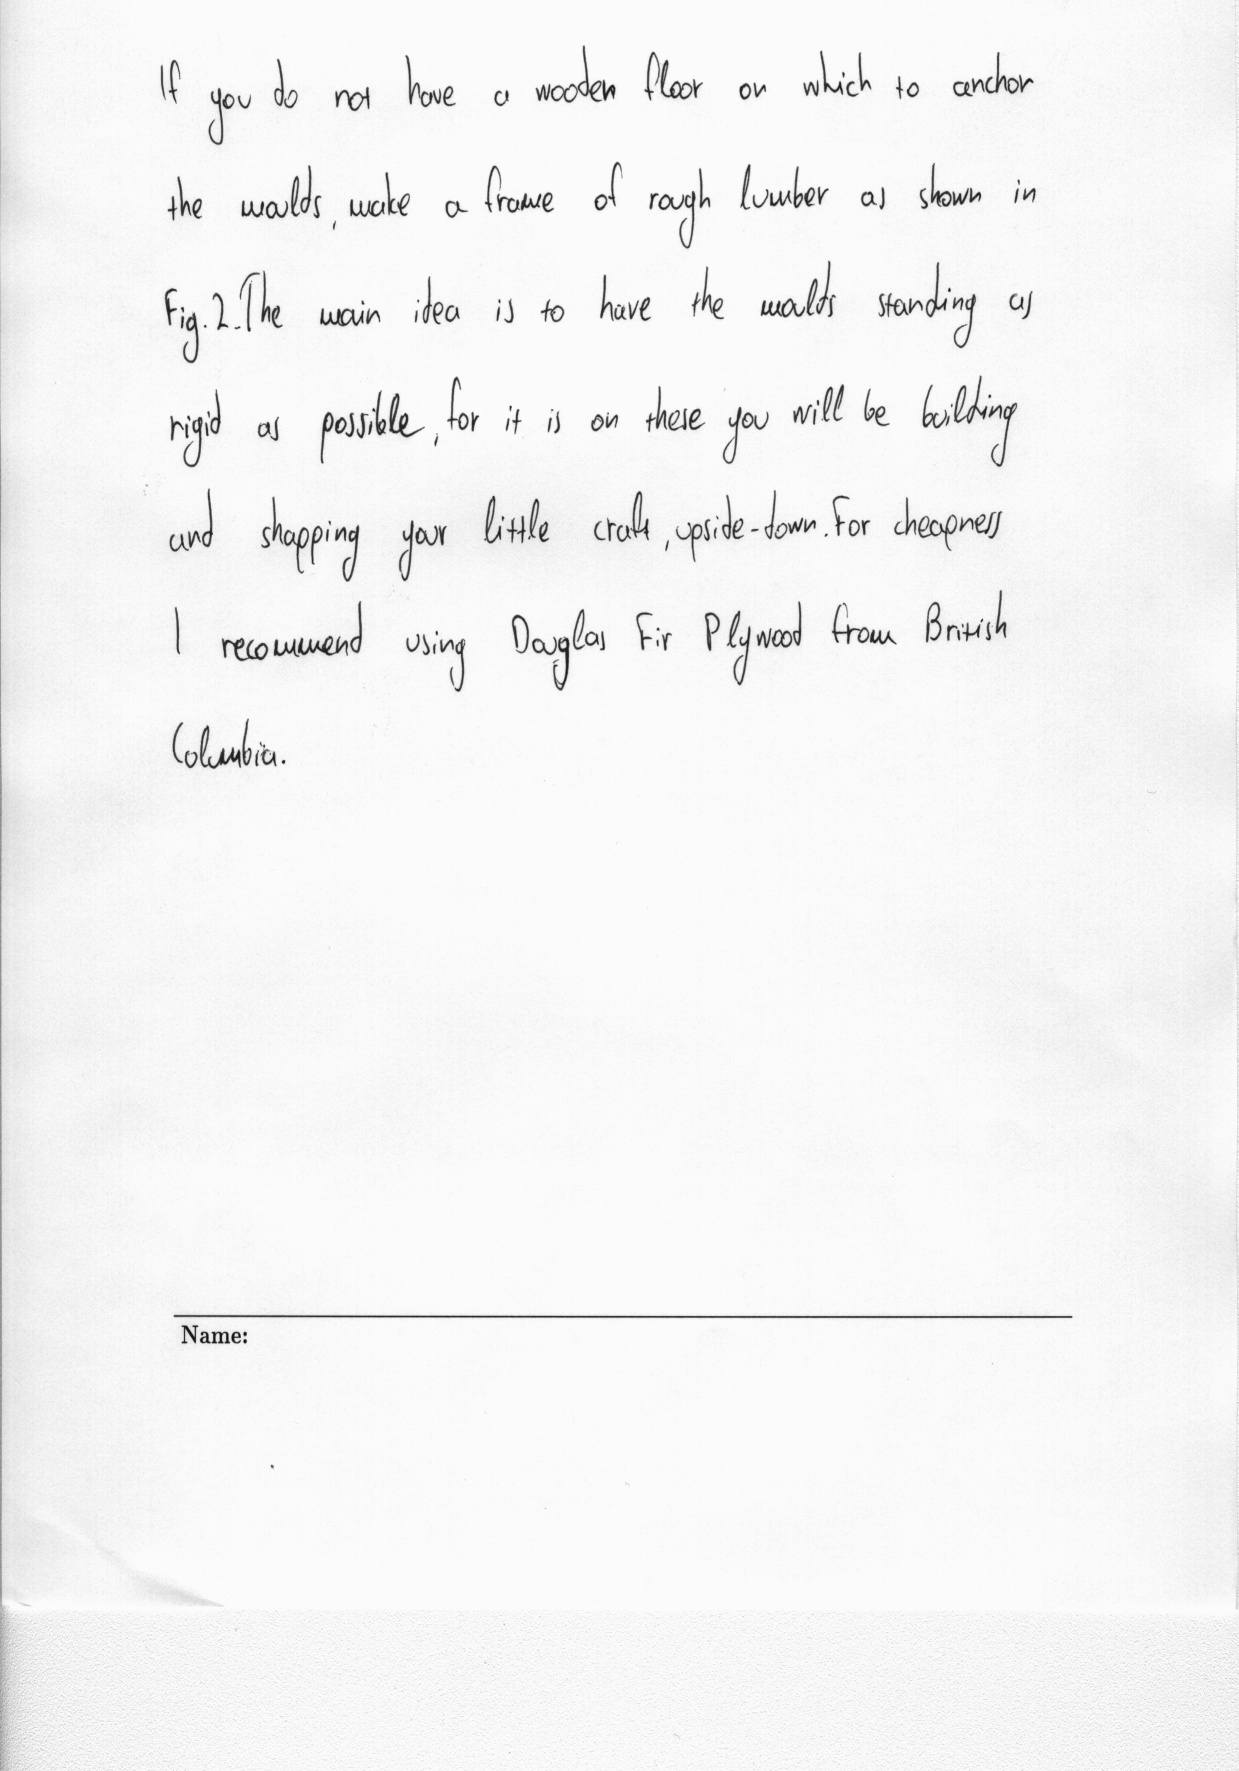 If you do not have a wooden floor on which to anchor
the moulds, make a frame of rough lumber as shown in
Fig. 2. The main idea is to have the moulds standing as
rigid as possible, for it is on these you will be building
and shapping your little craft, upside-down. For cheapness
I recommend using Douglas Fir Plywood from British
Columbia.
Name: